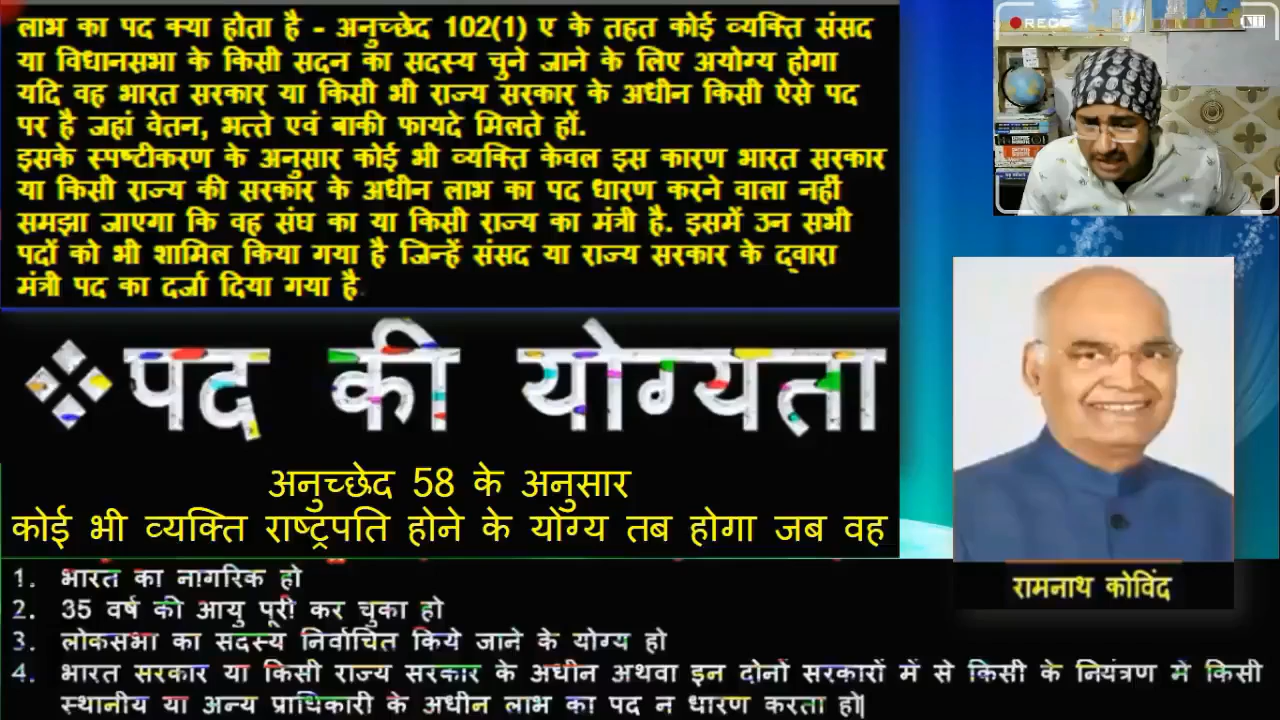 लाभ का पद क्या होता है - अनुच्छेद 102(1) ए के तहत कोई व्यक्ति संसद
या विधानसभा के किसी सदन का सदस्य चुने जाने के लिए अयोग्य होगा
यदि वह भारत सरकार या किसी भी राज्य सरकार के अधीन किसी ऐसे पद
पर है जहां वेतन, भत्ते एवं बाकी फायदे मिलते हों.
इसके स्पष्टीकरण के अनुसार कोई भी व्यक्ति केवल इस कारण भारत सरकार
या किसी राज्य की सरकार के अधीन लाभ का पद धारण करने वाला नहीं
समझा जाएगा कि वह संघ का या किसी राज्य का मंत्री है. इसमें उन सभी
पदों को भी शामिल किया गया है जिन्हें संसद या राज्य सरकार के द्वारा
मंत्री पद का दर्जा दिया गया है.
❖पद की योग्यता
अनुच्छेद 58 के अनुसार
कोई भी व्यक्ति राष्ट्रपति होने के योग्य तब होगा जब वह
1. भारत का नागरिक हो
2. 35 वर्ष की आयु पूरी कर चुका हो
3. लोकसभा का सदस्य निर्वाचित किये जाने के योग्य हो
4. भारत सरकार या किसी राज्य सरकार के अधीन अथवा इन दोनों सरकारों में से किसी के नियंत्रण मे किसी
स्थानीय या अन्य प्राधिकारी के अधीन लाभ का पद न धारण करता हो
रामनाथ कोविंद